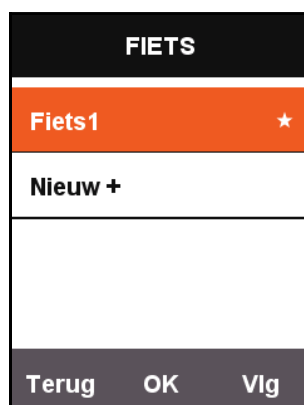 FIETS
Fiets1 ★
Nieuw +
Terug OK Vlg